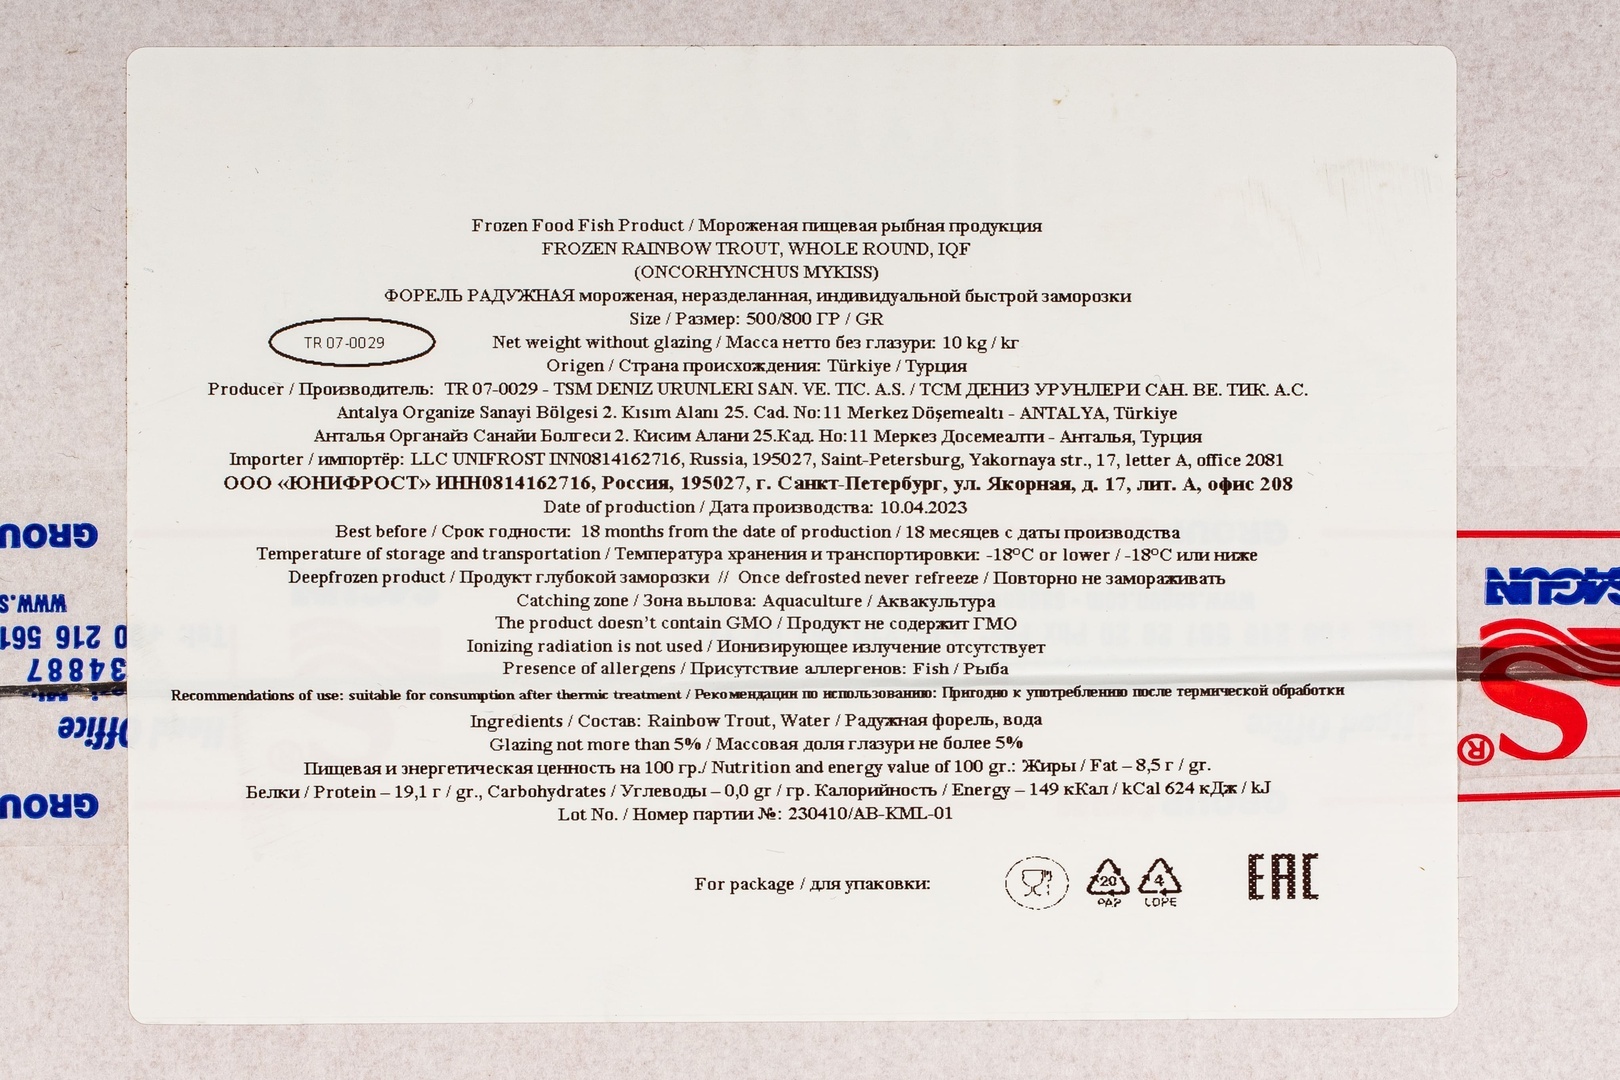 Frozen Food Fish Product / Мороженая пищевая рыбная продукция
FROZEN RAINBOW TROUT, WHOLE ROUND, IQF
(ONCORHYNCHUS MYKISS)
ФОРЕЛЬ РАДУЖНАЯ мороженая, неразделанная, индивидуальной быстрой заморозки
Size / Размер: 500/800 ГР / GR
TR 07-0029
Net weight without glazing / Масса нетто без глазури: 10 kg / кг
Origen / Страна происхождения: Türkiye / Турция
Producer / Производитель: TR 07-0029 - TSM DENIZ URUNLERI SAN. VE. TIC. A.S. / ТСМ ДЕНИЗ УРУНЛЕРИ САН. ВЕ. ТИК. А.С.
Antalya Organize Sanayi Bölgesi 2. Kısım Alanı 25. Cad. No:11 Merkez Döşemealtı - ANTALYA, Türkiye
Анталья Органайз Санайи Болгеси 2. Кисим Алани 25.Кад. Но:11 Меркез Досемеалти - Анталья, Турция
Importer / импортёр: LLC UNIFROST INN0814162716, Russia, 195027, Saint-Petersburg, Yakornaya str., 17, letter A, office 2081
ООО «ЮНИФРОСТ» ИНН0814162716, Россия, 195027, г. Санкт-Петербург, ул. Якорная, д. 17, лит. А, офис 208
Date of production / Дата производства: 10.04.2023
Best before / Срок годности: 18 months from the date of production / 18 месяцев с даты производства
Temperature of storage and transportation / Температура хранения и транспортировки: -18°C or lower / -18°C или ниже
Deepfrozen product / Продукт глубокой заморозки // Once defrosted never refreeze / Повторно не замораживать
Catching zone / Зона вылова: Aquaculture / Аквакультура
The product doesn't contain GMO / Продукт не содержит ГМО
Ionizing radiation is not used / Ионизирующее излучение отсутствует
Presence of allergens / Присутствие аллергенов: Fish / Рыба
Recommendations of use: suitable for consumption after thermic treatment / Рекомендации по использованию: Пригодно к употреблению после термической обработки
Ingredients / Состав: Rainbow Trout, Water / Радужная форель, вода
Glazing not more than 5% / Массовая доля глазури не более 5%
Пищевая и энергетическая ценность на 100 гр./ Nutrition and energy value of 100 gr.: Жиры / Fat – 8,5 г / gr.
Белки / Protein – 19,1 г / gr., Carbohydrates / Углеводы – 0,0 gr / гр. Калорийность / Energy – 149 кКал / kCal 624 кДж / kJ
Lot No. / Номер партии №: 230410/AB-KML-01
For package / для упаковки:
20
PAP
4
LDPE
EAC
GROU
Office
34887
0 216 561
www.s
GROU
S®
SAGUN